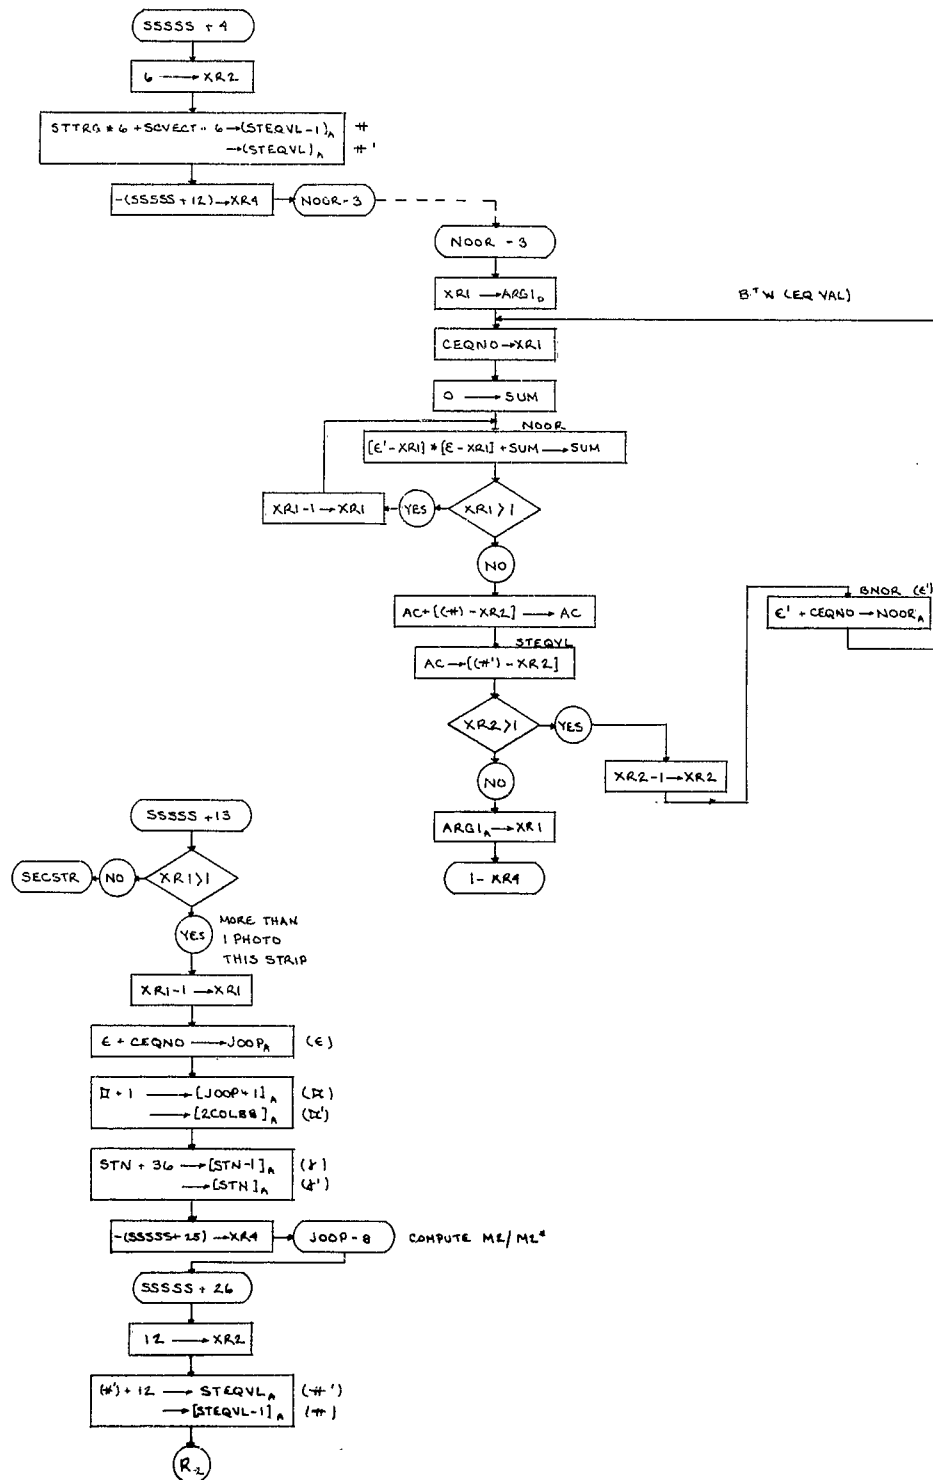 SSSSS + 4
6 → XR2
STTRG * 6 + SCVECT - 6 → (STEQVL-1)A #
→ (STEQVL)A #'
-(SSSSS+12) → XR4
NOOR-3
NOOR - 3
XR1 → ARG1D
B^T W (EQ VAL)
CEQNO → XR1
0 → SUM
NOOR
[ε'-XR1] * [ε-XR1] + SUM → SUM
XR1 > 1
YES
XR1-1 → XR1
NO
AC+[(#)-XR2] → AC
STEQVL
AC → [(#')-XR2]
BNOR (ε')
ε' + CEQNO → NOORA
XR2 > 1
YES
XR2-1 → XR2
NO
ARG1A → XR1
1-XR4
SSSSS +13
XR1 > 1
NO
SECSTR
YES
MORE THAN
1 PHOTO
THIS STRIP
XR1-1 → XR1
ε + CEQNO → JOOPA (ε)
¤ + 1 → [JOOP+1]A (¤)
→ [2COLBB]A (¤')
STN + 36 → [STN-1]A (γ)
→ [STN]A (γ')
-(SSSSS+25) → XR4
JOOP-8
COMPUTE M2/M2*
SSSSS + 26
12 → XR2
(#')+12 → STEQVLA (#')
→ [STEQVL-1]A (#)
R-2